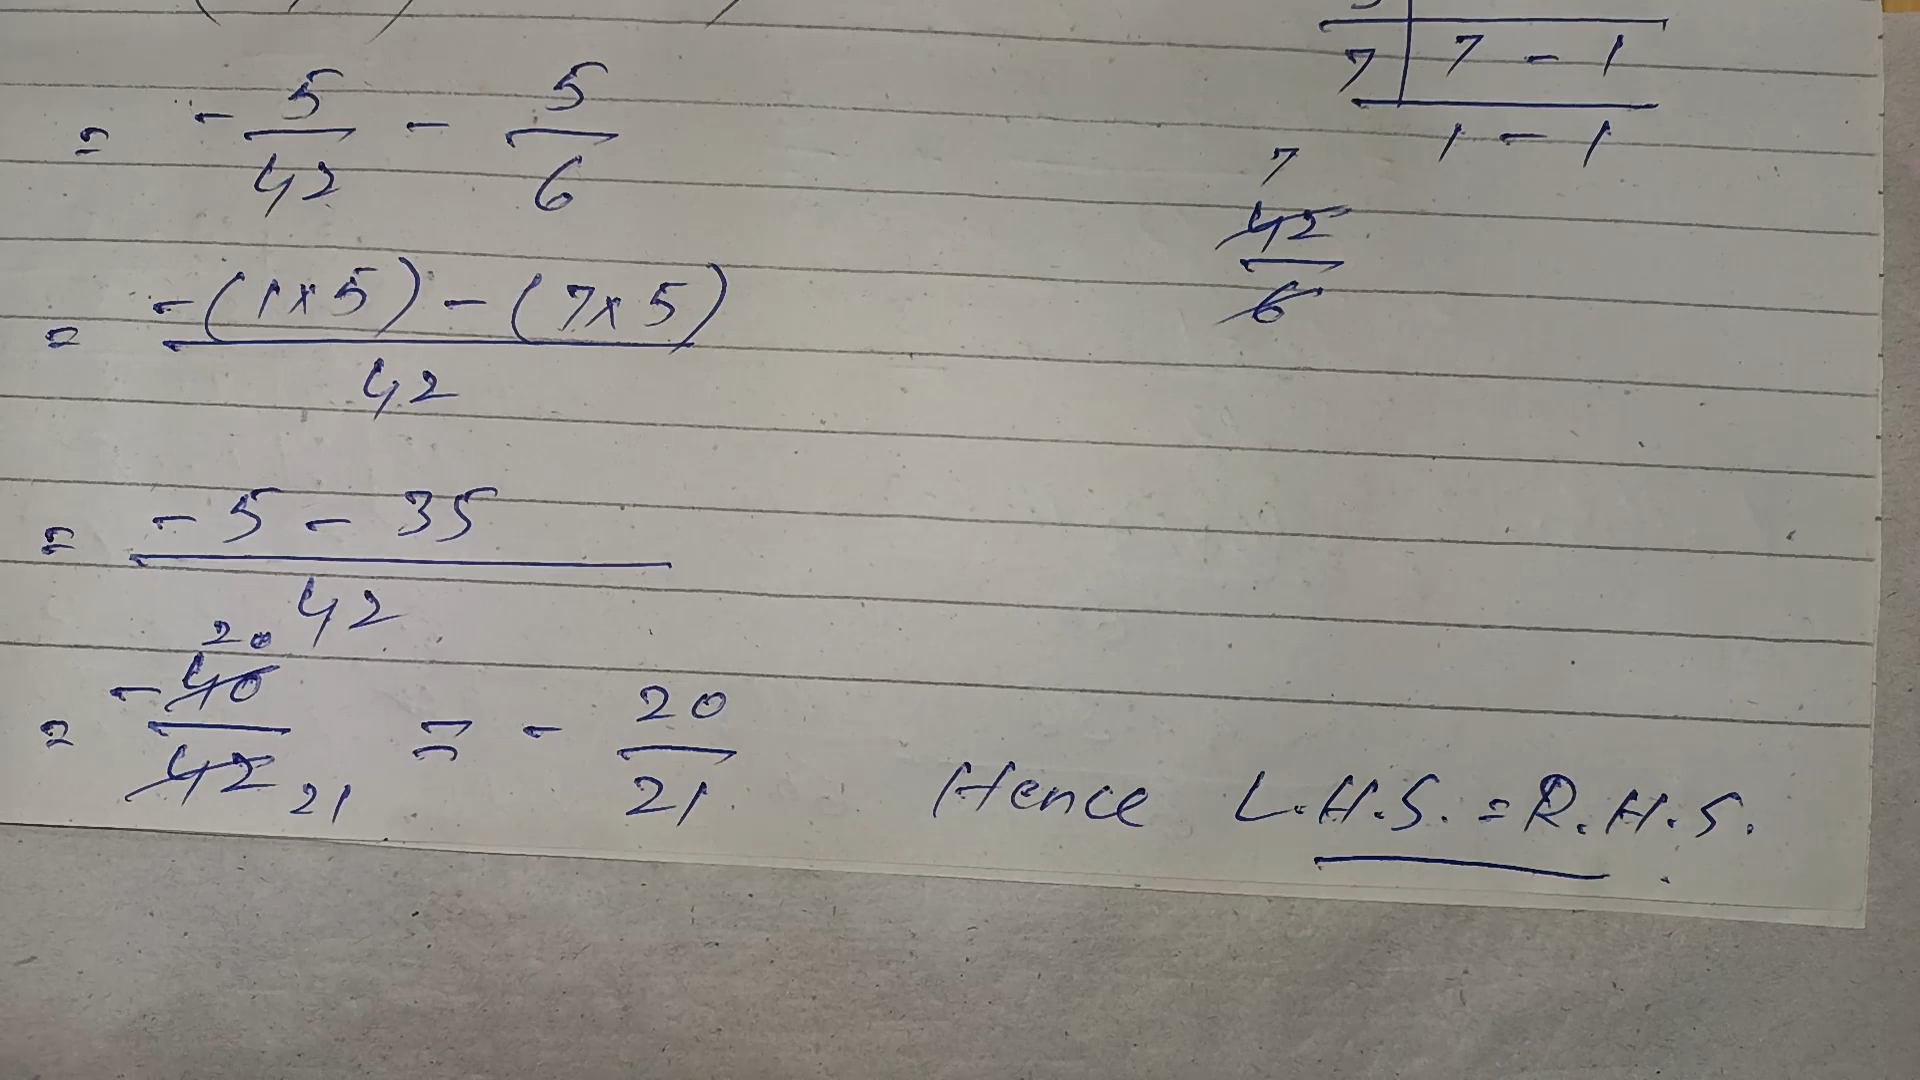 = - 5/42 - 5/6
= -(1×5) - (7×5) / 42
= -5 - 35 / 42
= -40/42 20 21 = - 20/21
Hence L.H.S. = R.H.S.
7 | 7 - 1
1 - 1
7
42
6